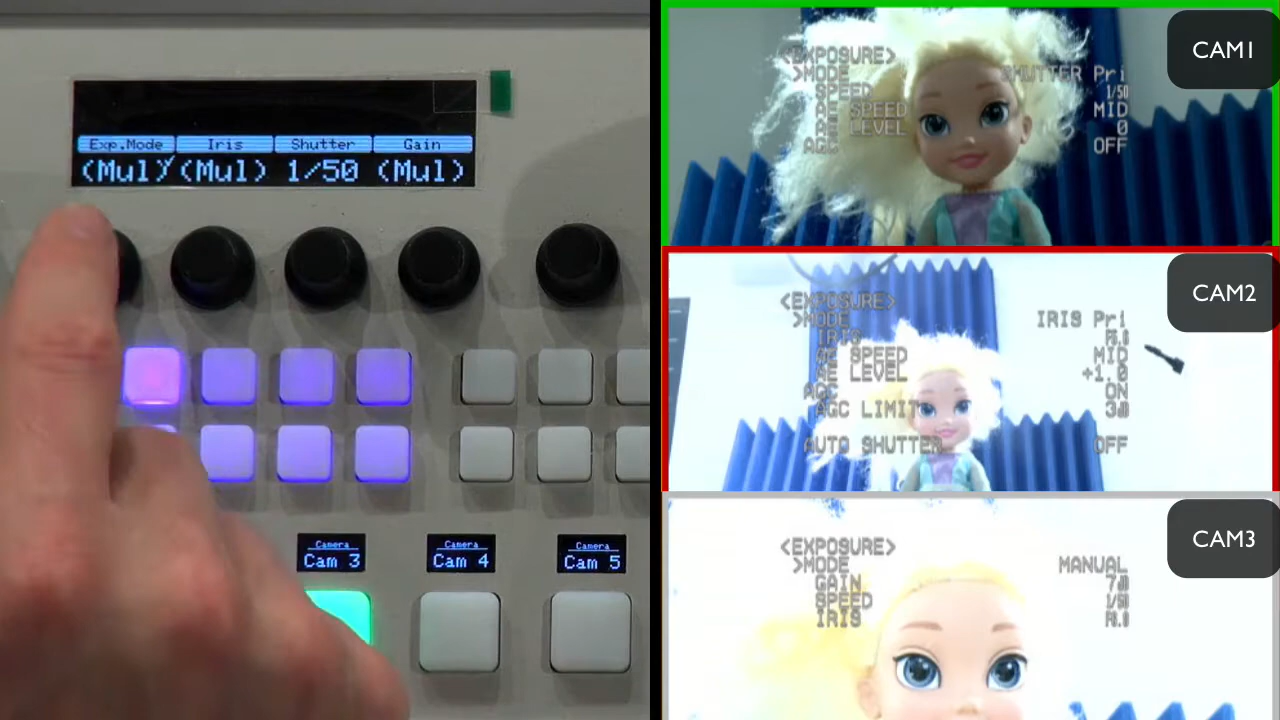 Exp.Mode Iris Shutter Gain
(Mul) (Mul) 1/50 (Mul)
Camera Camera Camera
Cam 3 Cam 4 Cam 5
CAM1
<EXPOSURE>
>MODE SHUTTER Pri
SPEED 1/50
AE SPEED MID
AE LEVEL 0
AGC OFF
CAM2
<EXPOSURE>
>MODE IRIS Pri
IRIS
AE SPEED MID
AE LEVEL +1.0
AGC ON
AGC LIMIT 3dB
AUTO SHUTTER OFF
CAM3
<EXPOSURE>
>MODE MANUAL
GAIN 7dB
SPEED 1/50
IRIS